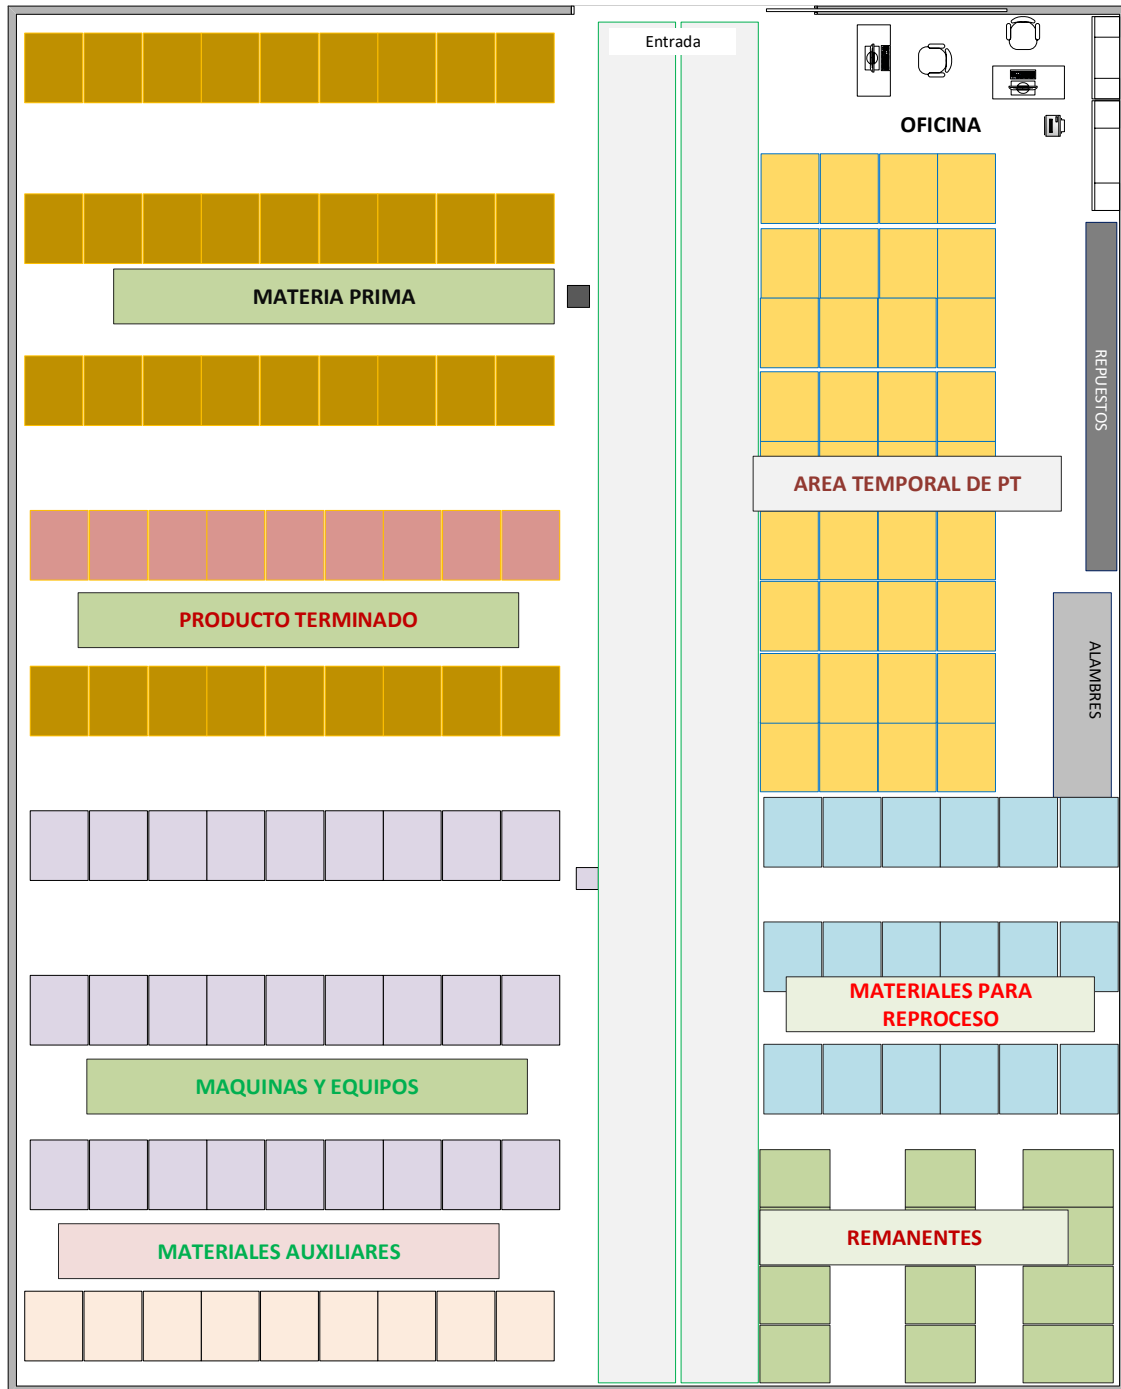 Entrada
OFICINA
MATERIA PRIMA
REPUESTOS
AREA TEMPORAL DE PT
PRODUCTO TERMINADO
ALAMBRES
MATERIALES PARA
REPROCESO
MAQUINAS Y EQUIPOS
REMANENTES
MATERIALES AUXILIARES